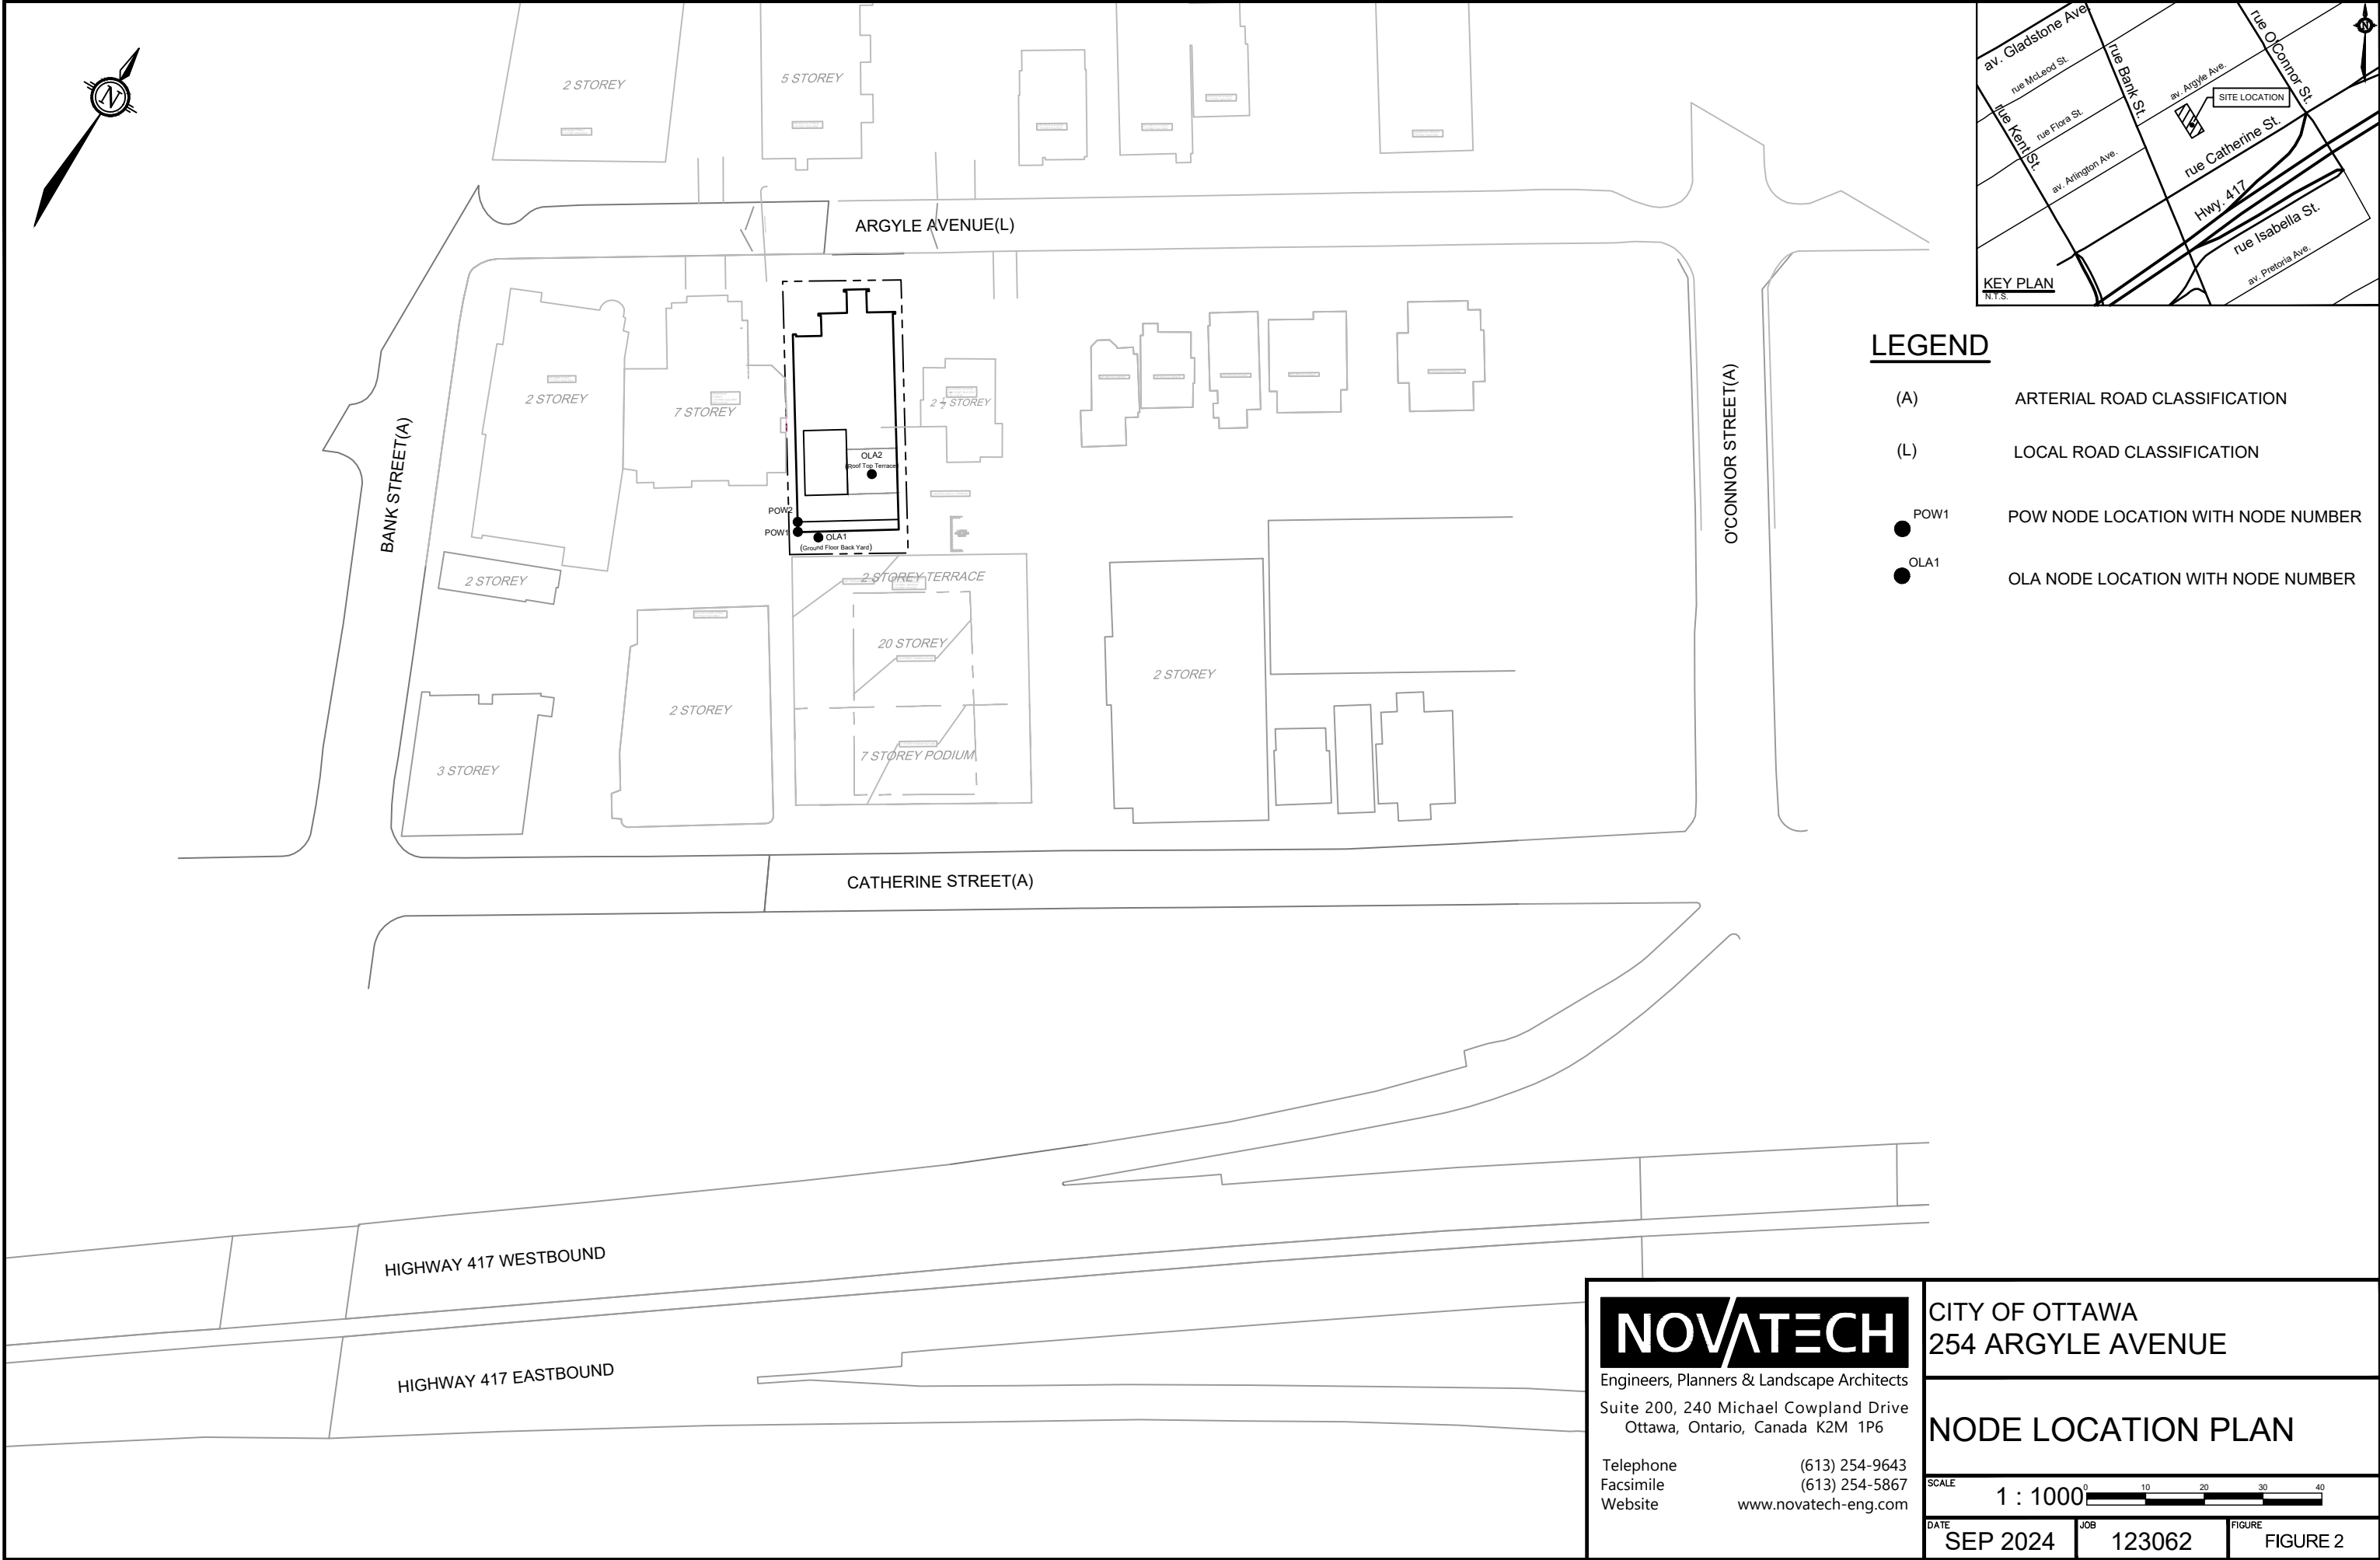 2 STOREY
5 STOREY
ARGYLE AVENUE(L)
2 STOREY
7 STOREY
2 ½ STOREY
OLA2
(Roof Top Terrace)
POW2
POW1
OLA1
(Ground Floor Back Yard)
BANK STREET(A)
O'CONNOR STREET(A)
2 STOREY
2 STOREY TERRACE
20 STOREY
2 STOREY
2 STOREY
7 STOREY PODIUM
3 STOREY
CATHERINE STREET(A)
HIGHWAY 417 WESTBOUND
HIGHWAY 417 EASTBOUND
N
av. Gladstone Ave.
rue McLeod St.
rue Flora St.
rue Kent St.
av. Arlington Ave.
rue Bank St.
av. Argyle Ave.
rue O'Connor St.
SITE LOCATION
rue Catherine St.
Hwy. 417
rue Isabella St.
av. Pretoria Ave.
KEY PLAN
N.T.S.
N
LEGEND
(A) ARTERIAL ROAD CLASSIFICATION
(L) LOCAL ROAD CLASSIFICATION
POW1 POW NODE LOCATION WITH NODE NUMBER
OLA1 OLA NODE LOCATION WITH NODE NUMBER
NOVATECH
Engineers, Planners & Landscape Architects
Suite 200, 240 Michael Cowpland Drive
Ottawa, Ontario, Canada K2M 1P6
Telephone (613) 254-9643
Facsimile (613) 254-5867
Website www.novatech-eng.com
CITY OF OTTAWA
254 ARGYLE AVENUE
NODE LOCATION PLAN
SCALE
1 : 1000
0 10 20 30 40
DATE SEP 2024
JOB 123062
FIGURE FIGURE 2